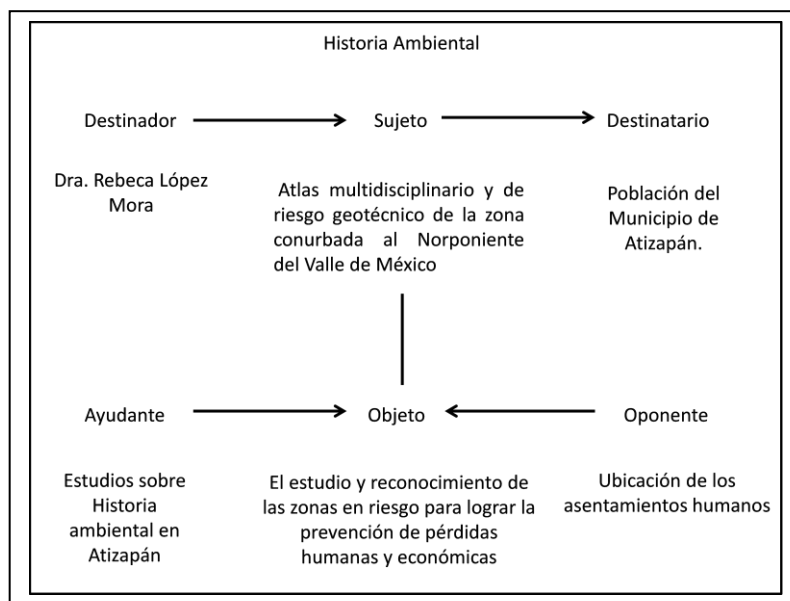 Historia Ambiental
Destinador
Sujeto
Destinatario
Dra. Rebeca López
Mora
Atlas multidisciplinario y de
riesgo geotécnico de la zona
conurbada al Norponiente
del Valle de México
Población del
Municipio de
Atizapán.
Ayudante
Objeto
Oponente
Estudios sobre
Historia
ambiental en
Atizapán
El estudio y reconocimiento de
las zonas en riesgo para lograr la
prevención de pérdidas
humanas y económicas
Ubicación de los
asentamientos humanos